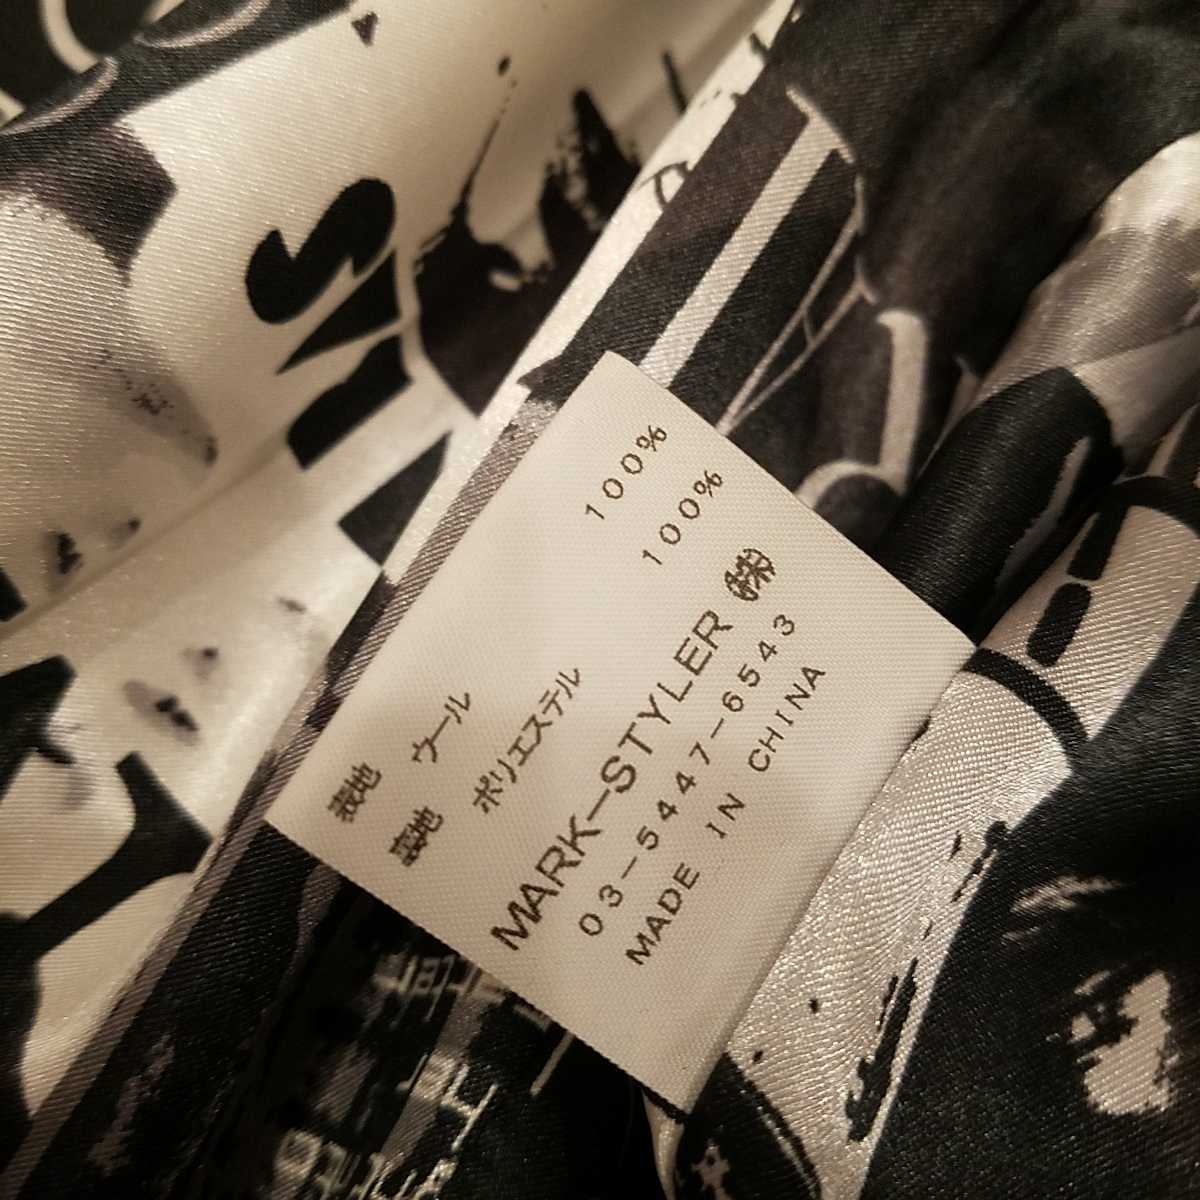 表地 ウール 100%
裏地 ポリエステル 100%
MARK-STYLER ㈱
03-5447-6543
MADE IN CHINA